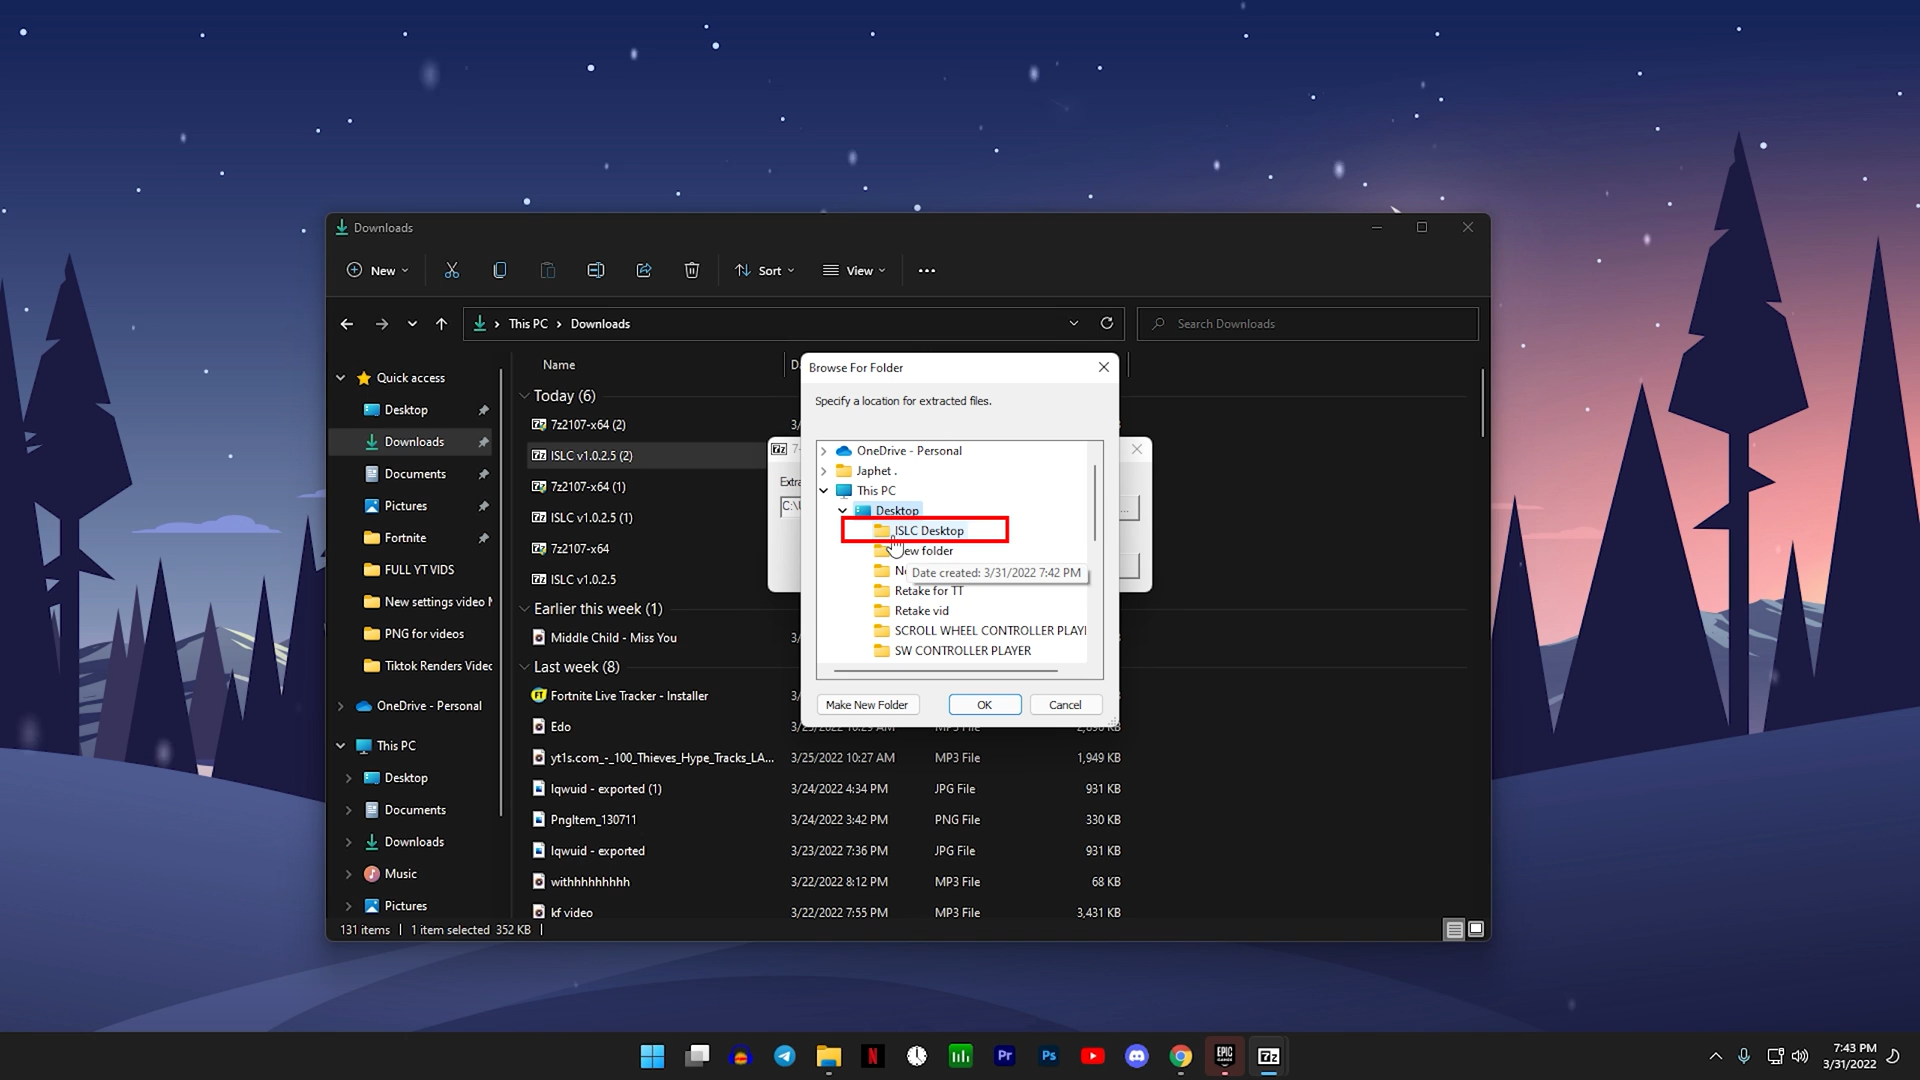 Downloads
New
Sort
View
This PC > Downloads
Search Downloads
Quick access
Desktop
Downloads
Documents
Pictures
Fortnite
FULL YT VIDS
New settings video
PNG for videos
Tiktok Renders Videc
OneDrive - Personal
This PC
Desktop
Documents
Downloads
Music
Pictures
Name
Today (6)
7z2107-x64 (2)
ISLC v1.0.2.5 (2)
7z2107-x64 (1)
ISLC v1.0.2.5 (1)
7z2107-x64
ISLC v1.0.2.5
Earlier this week (1)
Middle Child - Miss You
Last week (8)
Fortnite Live Tracker - Installer
Edo
yt1s.com_-_100_Thieves_Hype_Tracks_LA... 3/25/2022 10:27 AM MP3 File 1,949 KB
Iqwuid - exported (1) 3/24/2022 4:34 PM JPG File 931 KB
PngItem_130711 3/24/2022 3:42 PM PNG File 330 KB
Iqwuid - exported 3/23/2022 7:36 PM JPG File 931 KB
withhhhhhhhh 3/22/2022 8:12 PM MP3 File 68 KB
kf video 3/22/2022 7:55 PM MP3 File 3,431 KB
131 items | 1 item selected 352 KB |
Extra
Browse For Folder
Specify a location for extracted files.
OneDrive - Personal
Japhet .
This PC
Desktop
ISLC Desktop
ew folder
Date created: 3/31/2022 7:42 PM
Retake for TT
Retake vid
SCROLL WHEEL CONTROLLER PLAYI
SW CONTROLLER PLAYER
Make New Folder
OK
Cancel
Pr
Ps
EPIC GAMES
7z
7:43 PM
3/31/2022